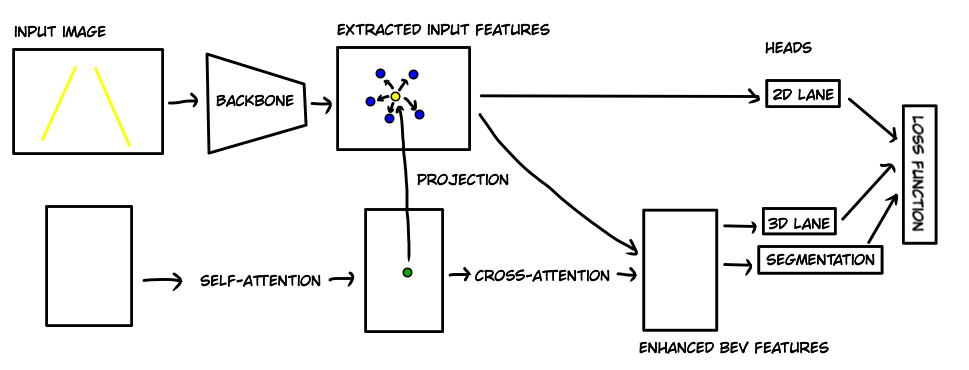 INPUT IMAGE
EXTRACTED INPUT FEATURES
HEADS
BACKBONE
2D LANE
LOSS FUNCTION
PROJECTION
3D LANE
SEGMENTATION
SELF-ATTENTION
CROSS-ATTENTION
ENHANCED BEV FEATURES